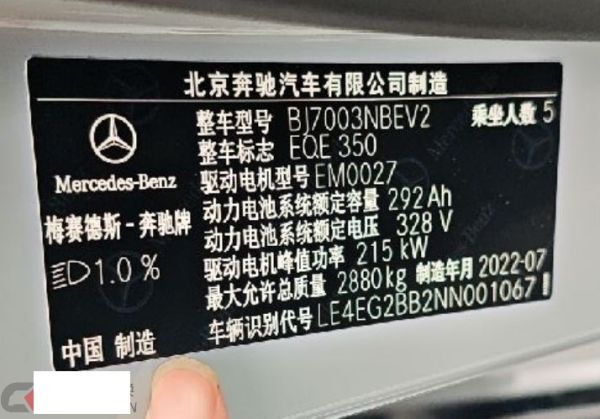 北京奔驰汽车有限公司制造
整车型号 BJ7003NBEV2 乘坐人数 5
整车标志 EQE 350
驱动电机型号 EM0027
Mercedes-Benz
动力电池系统额定容量 292Ah
梅赛德斯-奔驰牌
动力电池系统额定电压 328 V
驱动电机峰值功率 215 kW
1.0 %
最大允许总质量 2880kg 制造年月 2022-07
车辆识别代号 LE4EG2BB2NN001067
中国 制造